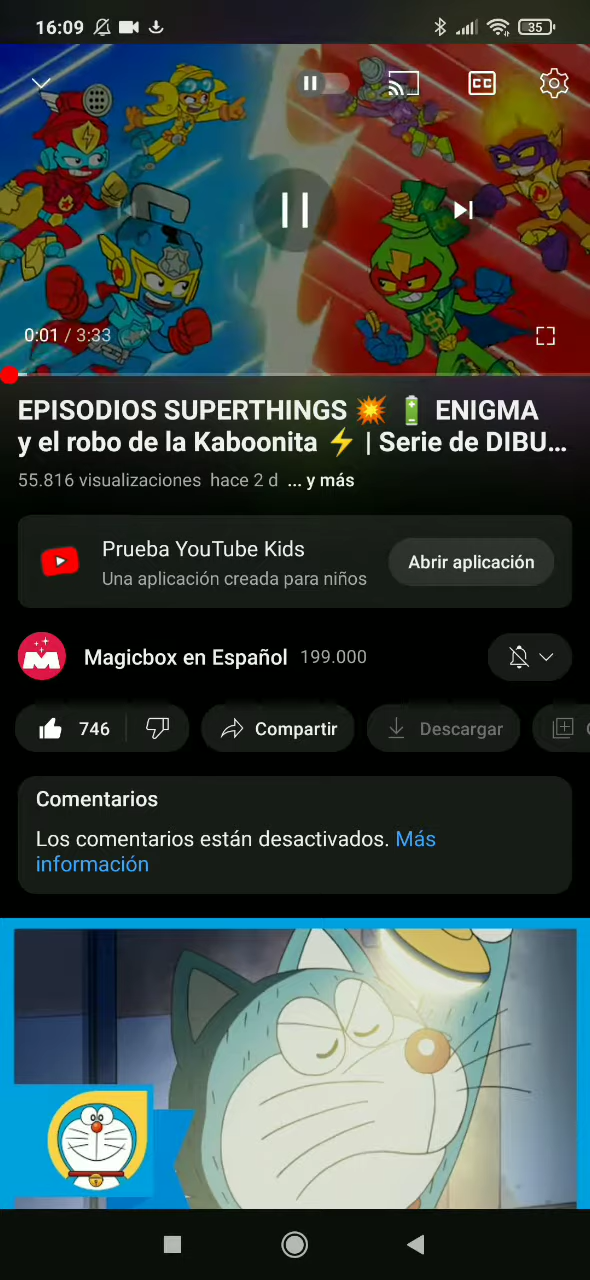 16:09
35
CC
0:01 / 3:33
EPISODIOS SUPERTHINGS 💥 🔋 ENIGMA
y el robo de la Kaboonita ⚡ | Serie de DIBU...
55.816 visualizaciones hace 2 d ... y más
Prueba YouTube Kids
Una aplicación creada para niños
Abrir aplicación
Magicbox en Español 199.000
746
Compartir
Descargar
Comentarios
Los comentarios están desactivados. Más
información